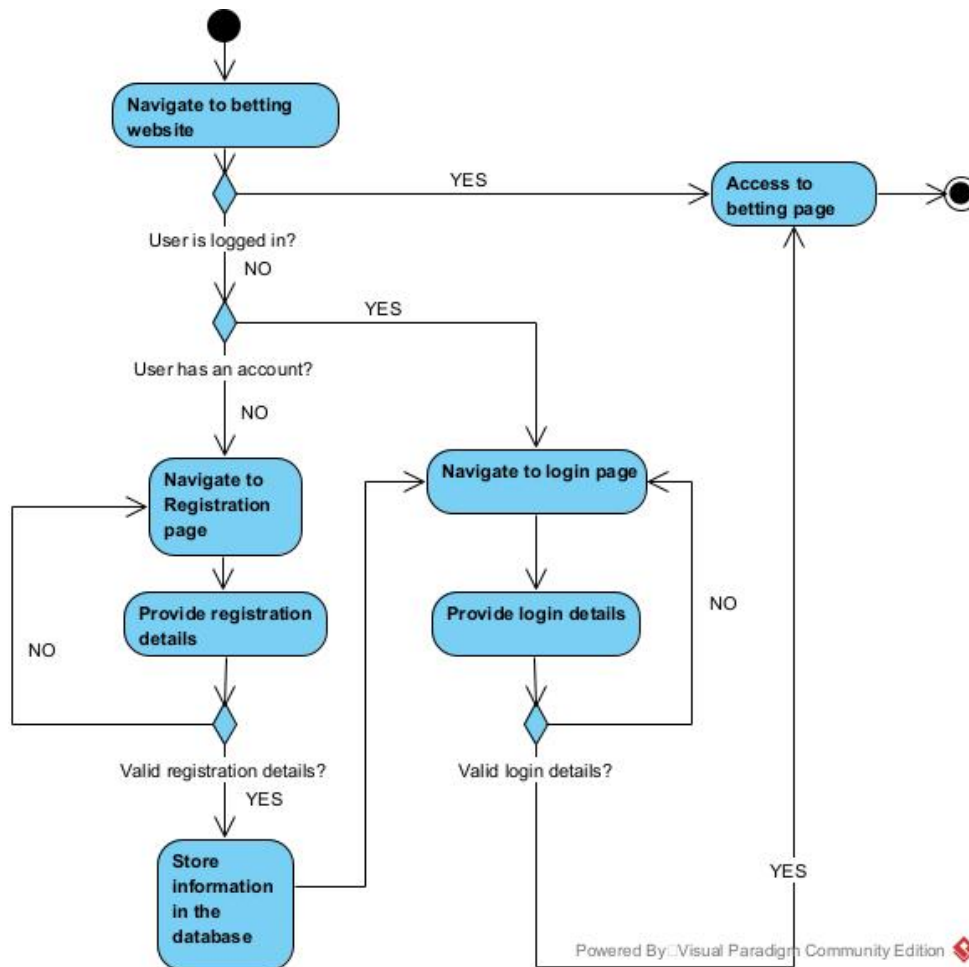 Navigate to betting
website
YES
Access to
betting page
User is logged in?
NO
YES
User has an account?
NO
Navigate to
Registration
page
Navigate to login page
Provide registration
details
Provide login details
NO
NO
Valid registration details?
Valid login details?
YES
Store
information
in the
database
YES
Powered By Visual Paradigm Community Edition